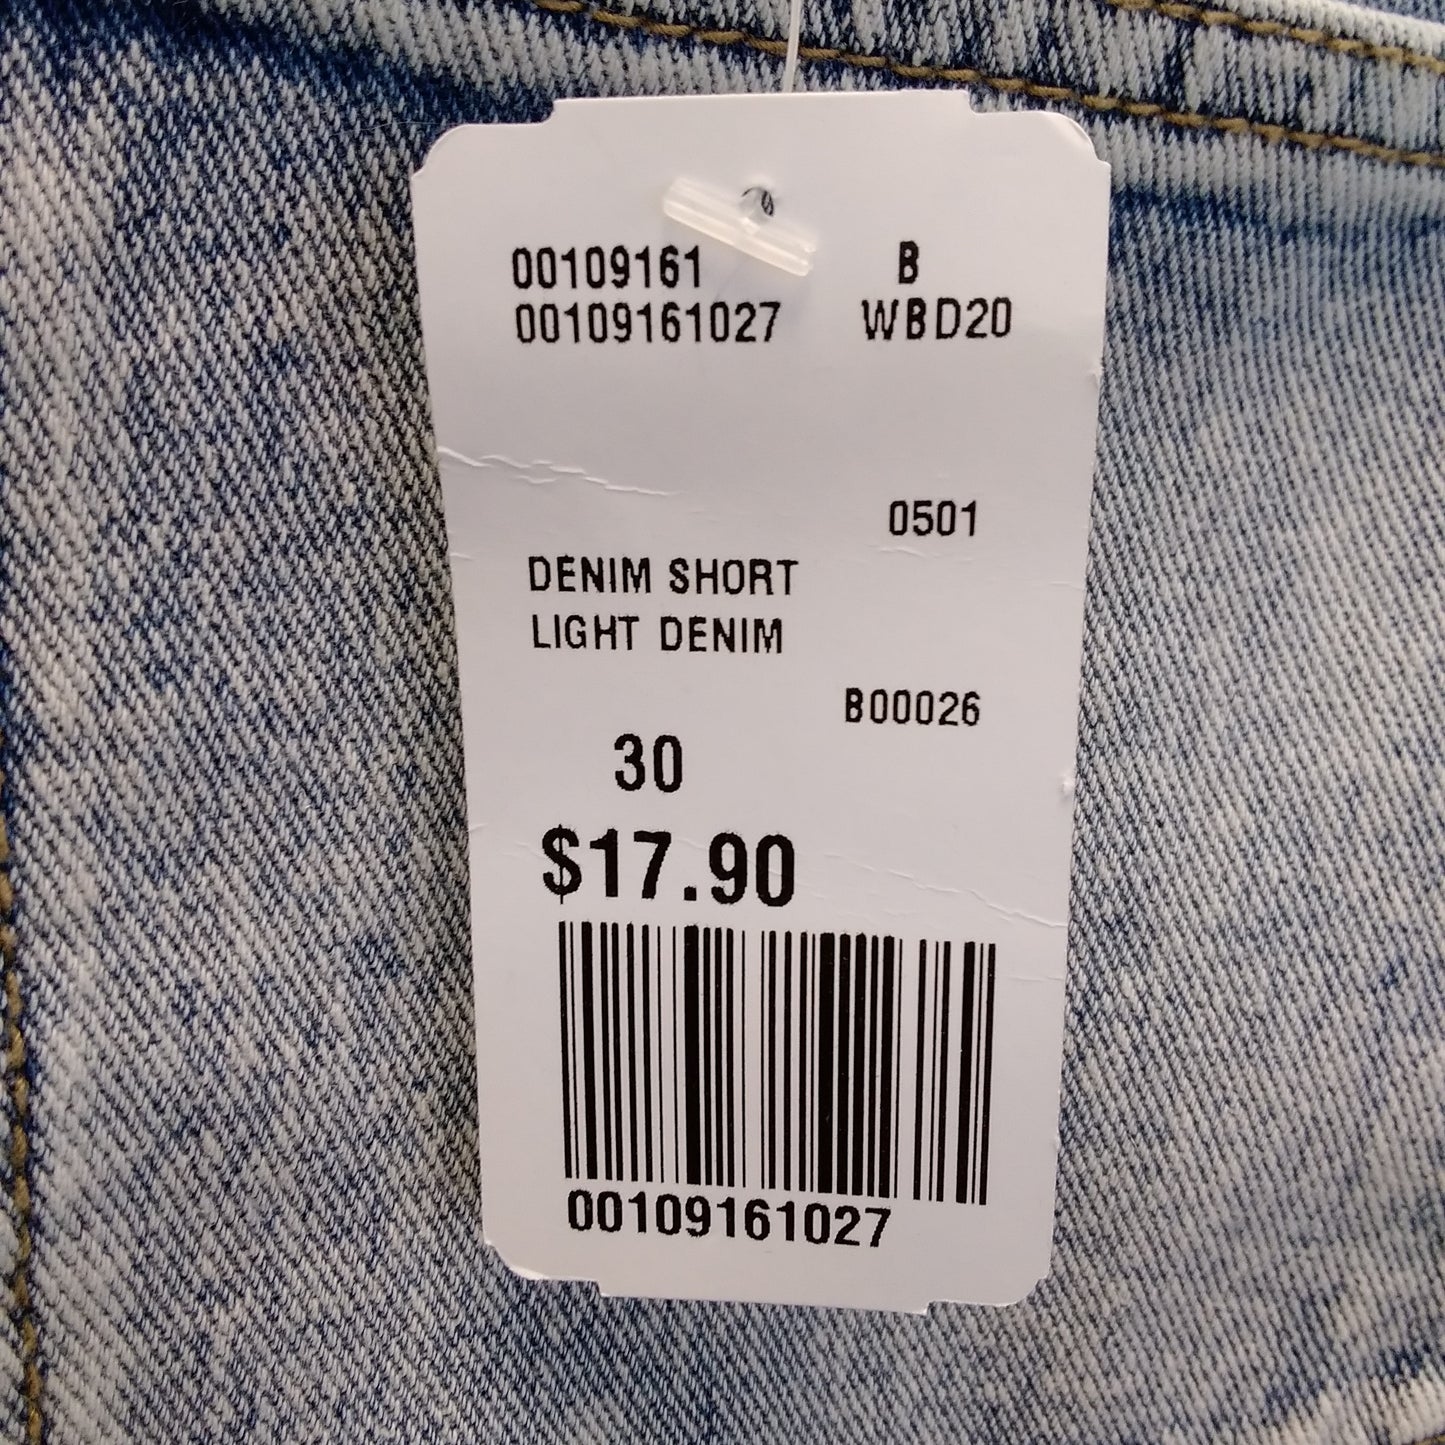 00109161 B
00109161027 WBD20
0501
DENIM SHORT
LIGHT DENIM
B00026
30
$17.90
00109161027